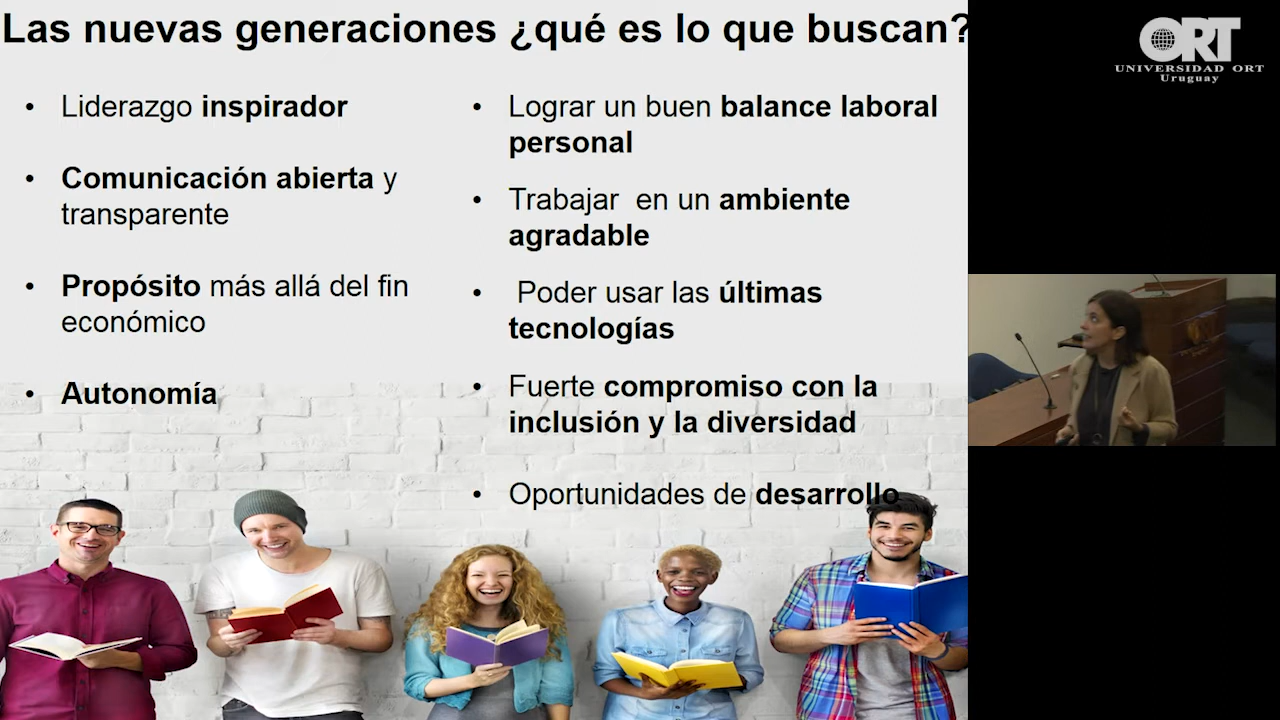 Las nuevas generaciones ¿qué es lo que buscan?
• Liderazgo inspirador
• Comunicación abierta y
transparente
• Propósito más allá del fin
económico
• Autonomía
• Lograr un buen balance laboral
personal
• Trabajar en un ambiente
agradable
• Poder usar las últimas
tecnologías
• Fuerte compromiso con la
inclusión y la diversidad
• Oportunidades de desarrollo
ORT
UNIVERSIDAD ORT
Uruguay